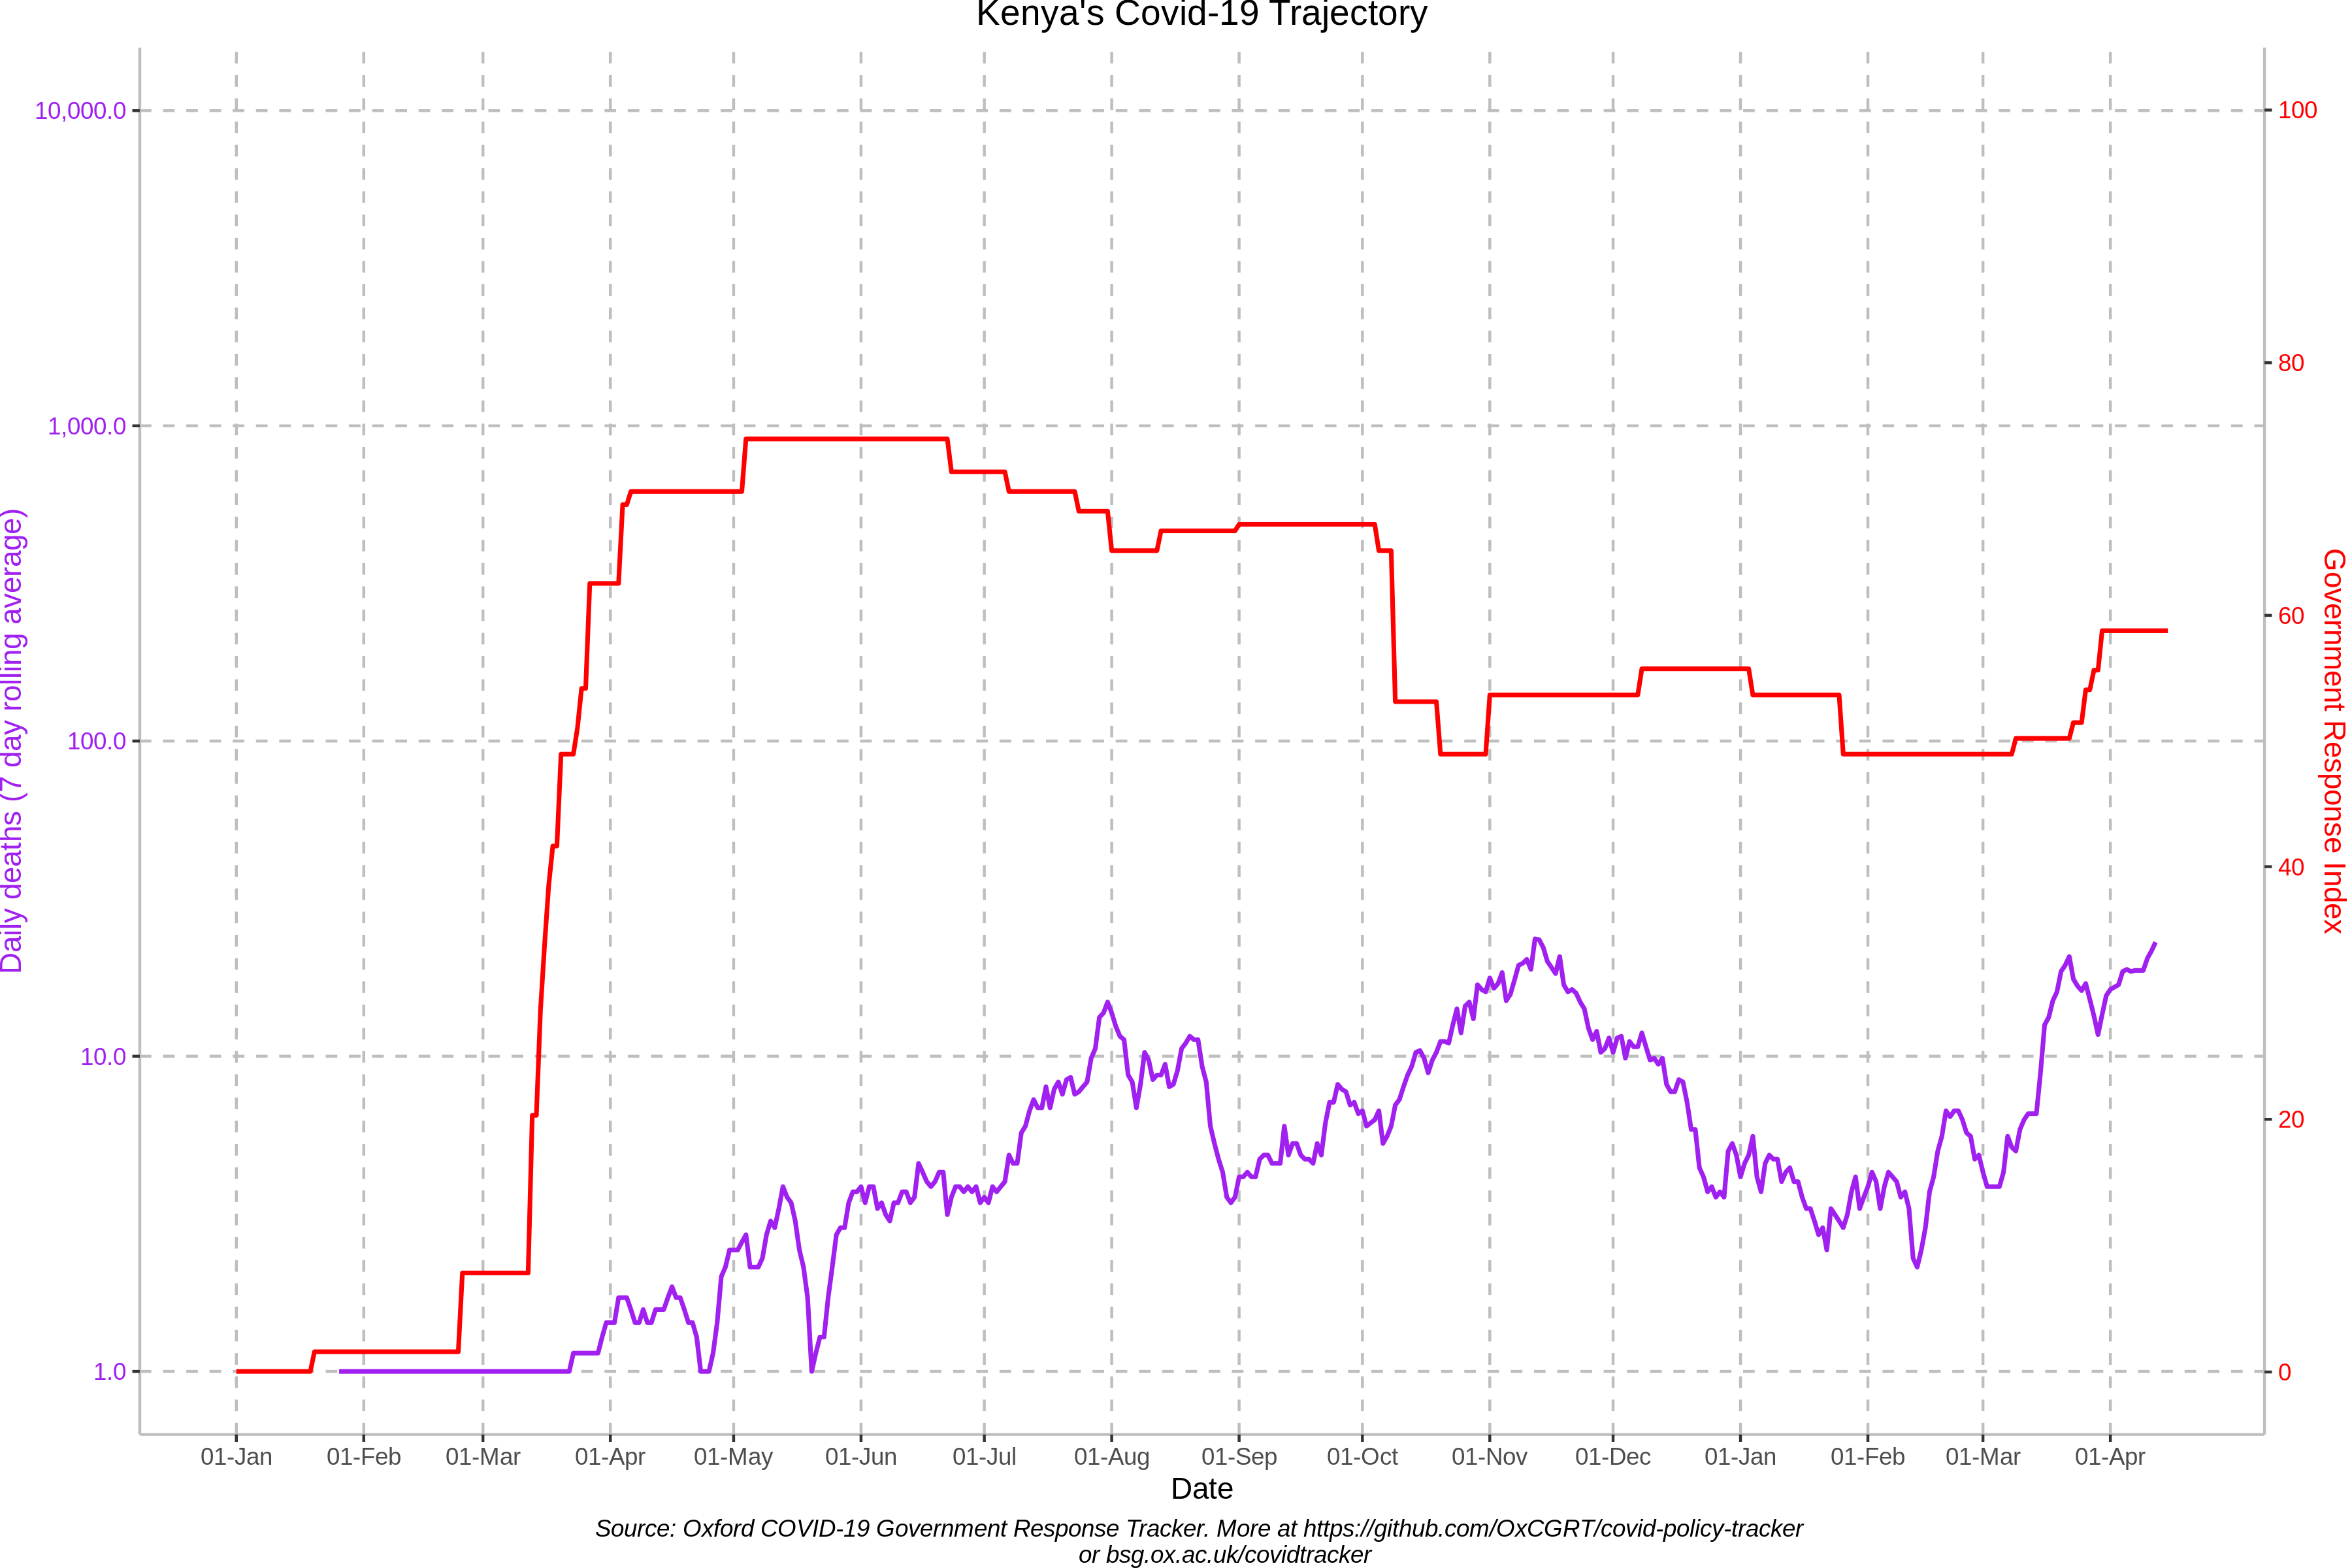 Kenya's Covid-19 Trajectory
10,000.0
1,000.0
100.0
10.0
1.0
Daily deaths (7 day rolling average)
100
80
60
40
20
0
Government Response Index
01-Jan 01-Feb 01-Mar 01-Apr 01-May 01-Jun 01-Jul 01-Aug 01-Sep 01-Oct 01-Nov 01-Dec 01-Jan 01-Feb 01-Mar 01-Apr
Date
Source: Oxford COVID-19 Government Response Tracker. More at https://github.com/OxCGRT/covid-policy-tracker
or bsg.ox.ac.uk/covidtracker